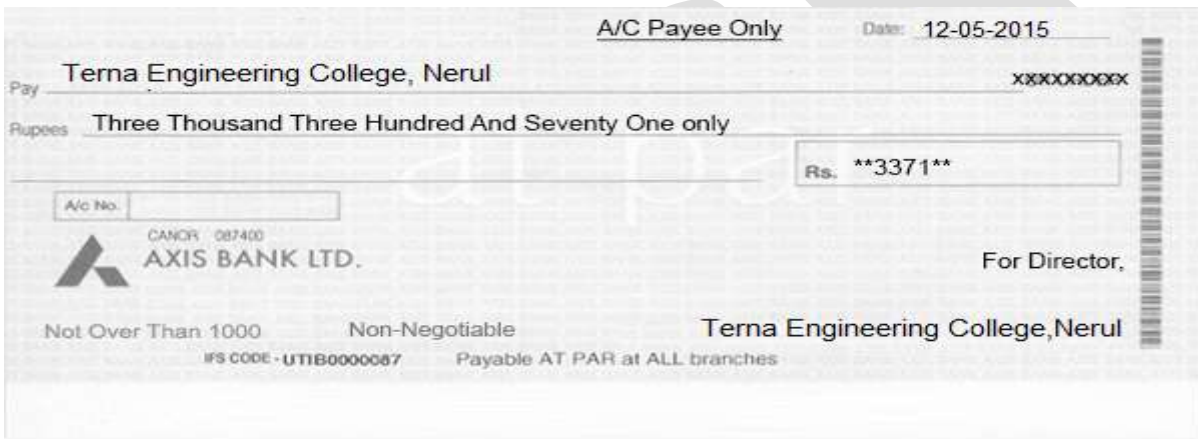 A/C Payee Only Date: 12-05-2015
Pay Terna Engineering College, Nerul xxxxxxxxx
Rupees Three Thousand Three Hundred And Seventy One only
at par
Rs. **3371**
A/c No.
CANOR 087400
AXIS BANK LTD.
For Director,
Not Over Than 1000 Non-Negotiable Terna Engineering College,Nerul
IFS CODE - UTIB0000087 Payable AT PAR at ALL branches